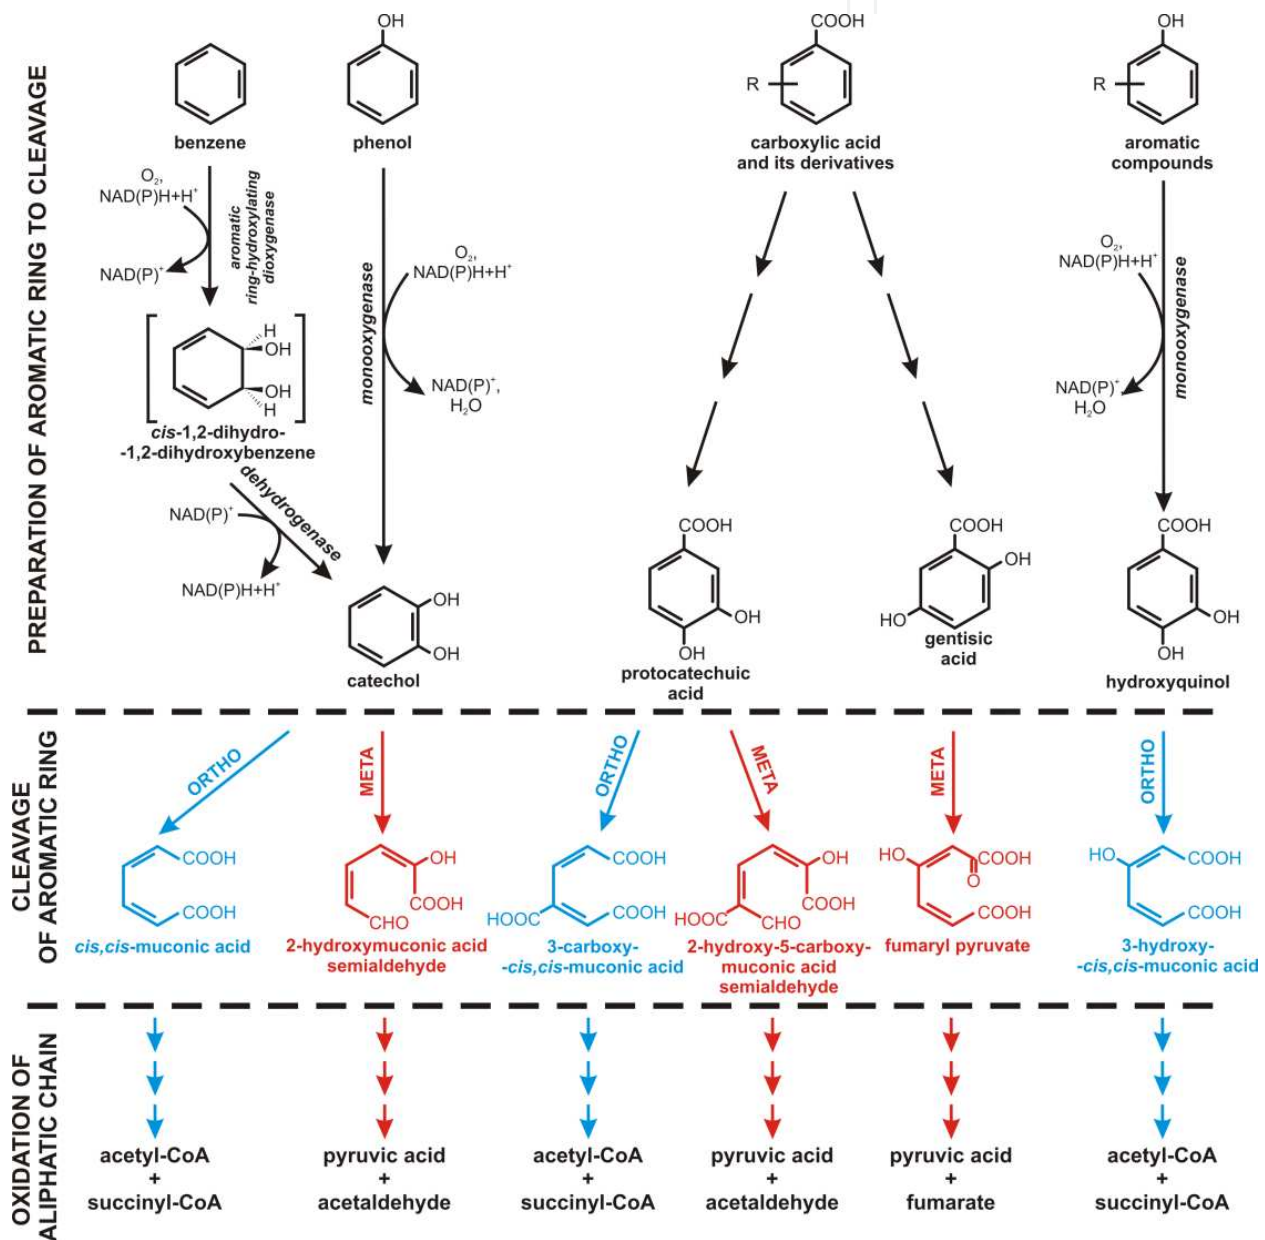 PREPARATION OF AROMATIC RING TO CLEAVAGE
OH
COOH
OH
R
R
benzene
phenol
carboxylic acid
and its derivatives
aromatic
compounds
O2,
NAD(P)H+H+
NAD(P)+
aromatic
ring-hydroxylating
dioxygenase
monooxygenase
O2,
NAD(P)H+H+
NAD(P)+,
H2O
O2,
NAD(P)H+H+
NAD(P)+
H2O
monooxygenase
H
OH
OH
H
cis-1,2-dihydro-
-1,2-dihydroxybenzene
dehydrogenase
NAD(P)+
NAD(P)H+H+
OH
OH
catechol
COOH
OH
OH
protocatechuic
acid
COOH
OH
HO
gentisic
acid
COOH
OH
OH
hydroxyquinol
CLEAVAGE
OF AROMATIC RING
ORTHO
META
ORTHO
META
META
ORTHO
COOH
COOH
cis,cis-muconic acid
OH
COOH
CHO
2-hydroxymuconic acid
semialdehyde
COOH
HOOC
COOH
3-carboxy-
-cis,cis-muconic acid
OH
COOH
HOOC
CHO
2-hydroxy-5-carboxy-
muconic acid
semialdehyde
HO
COOH
O
COOH
fumaryl pyruvate
HO
COOH
COOH
3-hydroxy-
-cis,cis-muconic acid
OXIDATION OF
ALIPHATIC CHAIN
acetyl-CoA
+
succinyl-CoA
pyruvic acid
+
acetaldehyde
acetyl-CoA
+
succinyl-CoA
pyruvic acid
+
acetaldehyde
pyruvic acid
+
fumarate
acetyl-CoA
+
succinyl-CoA